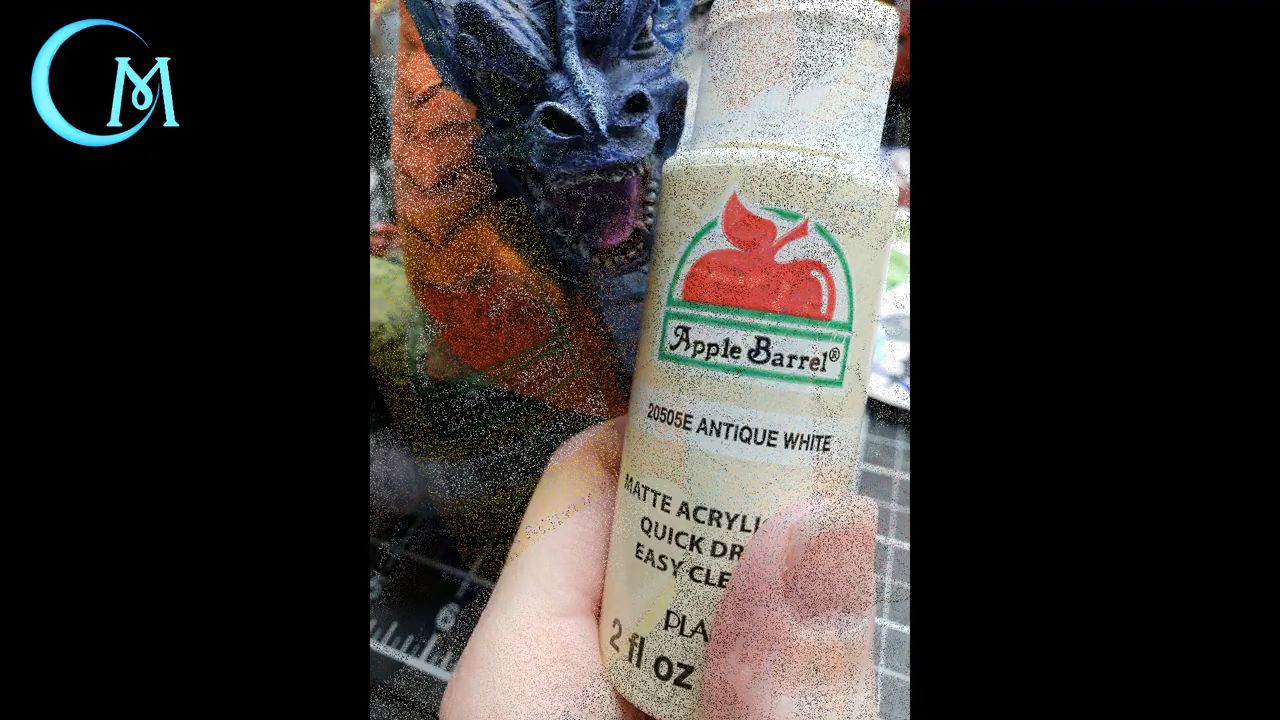 M
Apple Barrel®
20505E ANTIQUE WHITE
MATTE ACRYLI
QUICK DR
EASY CLE
PLA
2 fl oz